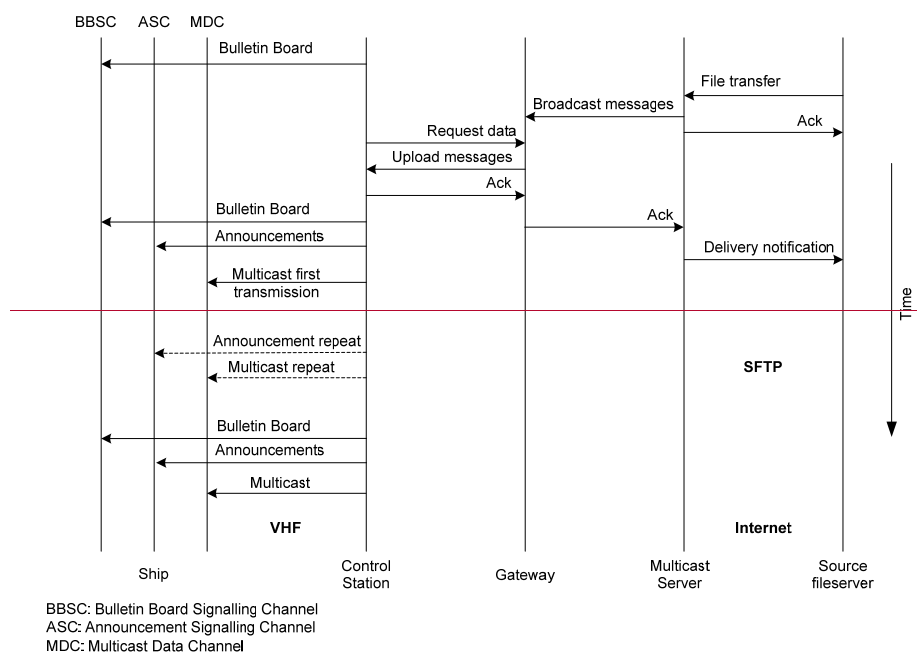 BBSC ASC MDC
Bulletin Board
File transfer
Broadcast messages
Ack
Request data
Upload messages
Ack
Bulletin Board
Ack
Announcements
Delivery notification
Multicast first
transmission
Time
Announcement repeat
SFTP
Multicast repeat
Bulletin Board
Announcements
Multicast
VHF
Internet
Ship
Control
Station
Gateway
Multicast
Server
Source
fileserver
BBSC: Bulletin Board Signalling Channel
ASC: Announcement Signalling Channel
MDC: Multicast Data Channel